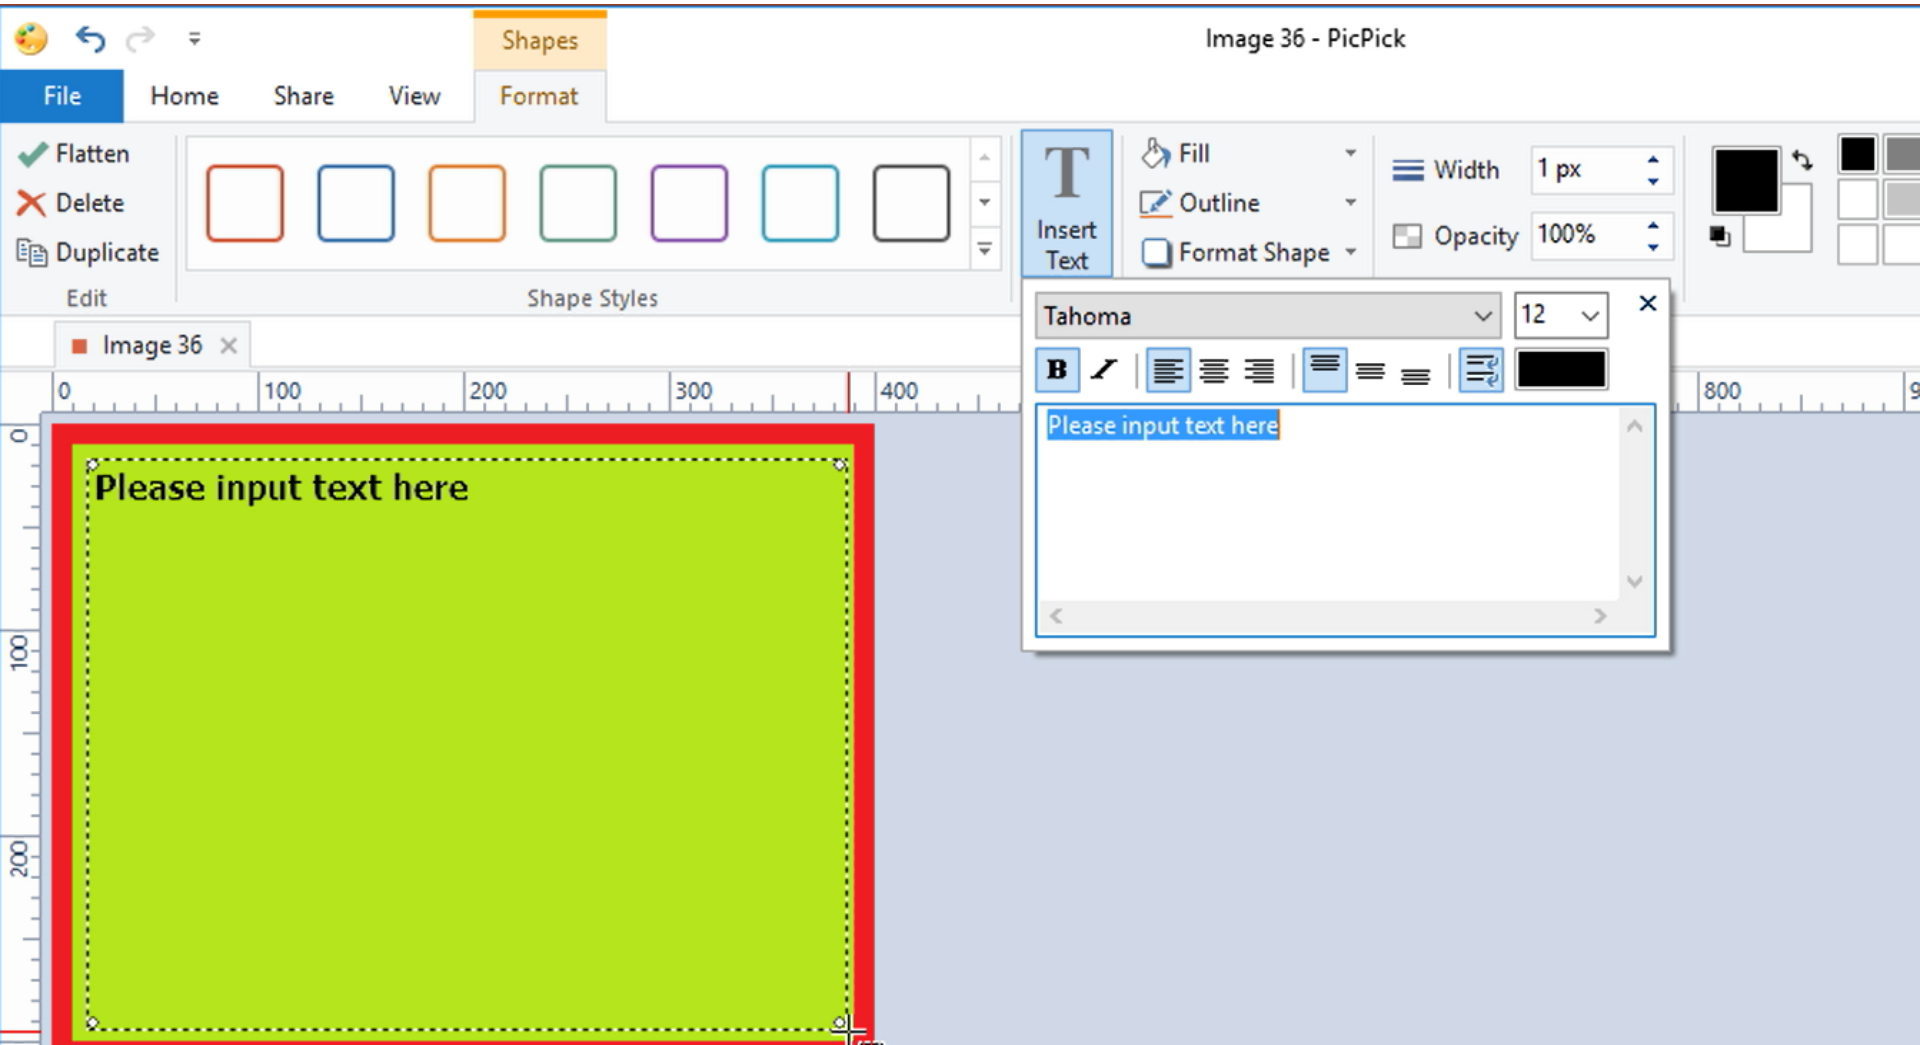 Image 36 - PicPick
Shapes
File
Home
Share
View
Format
Flatten
Delete
Duplicate
Edit
Shape Styles
T
Insert
Text
Fill
Outline
Format Shape
Width
1 px
Opacity
100%
Image 36
Tahoma
12
B
I
Please input text here
0
100
200
300
400
800
9
0
100
200
Please input text here